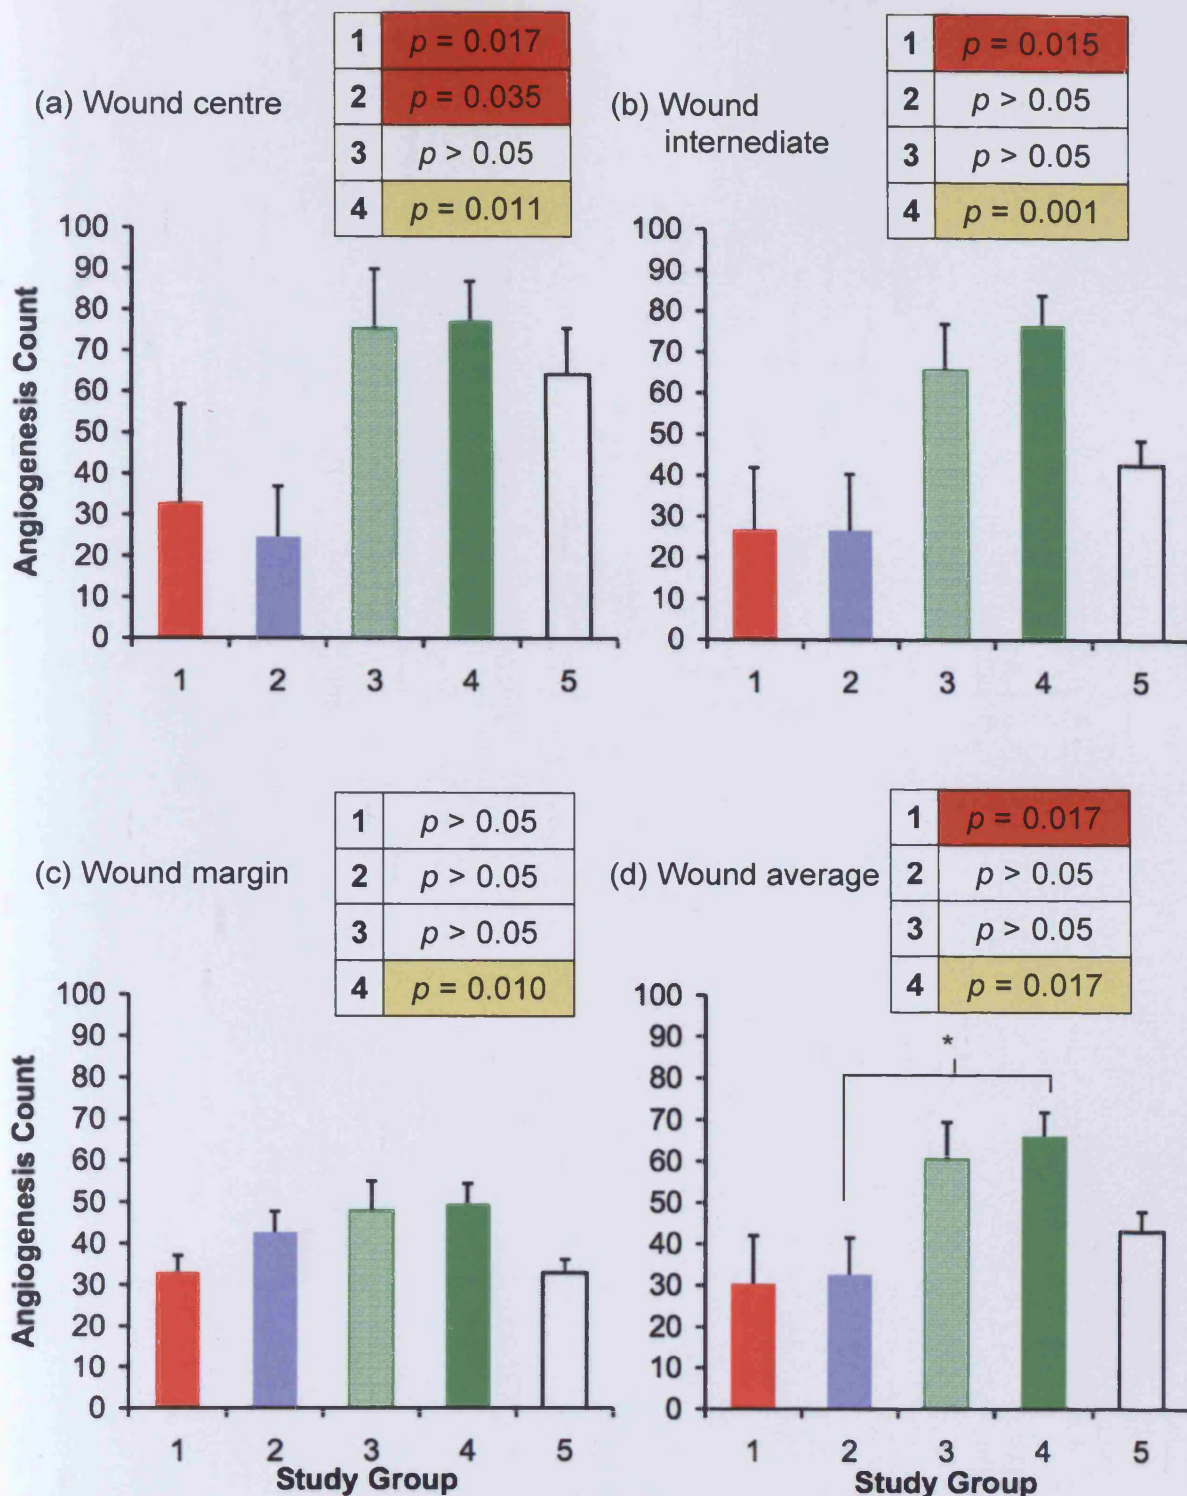 1 p = 0.017
2 p = 0.035
3 p > 0.05
4 p = 0.011
(a) Wound centre
100
90
80
70
60
50
40
30
20
10
0
Angiogenesis Count
1 2 3 4 5
1 p = 0.015
2 p > 0.05
3 p > 0.05
4 p = 0.001
(b) Wound
internediate
100
90
80
70
60
50
40
30
20
10
0
1 2 3 4 5
1 p > 0.05
2 p > 0.05
3 p > 0.05
4 p = 0.010
(c) Wound margin
100
90
80
70
60
50
40
30
20
10
0
Angiogenesis Count
1 2 3 4 5
Study Group
1 p = 0.017
2 p > 0.05
3 p > 0.05
4 p = 0.017
(d) Wound average
*
100
90
80
70
60
50
40
30
20
10
0
1 2 3 4 5
Study Group